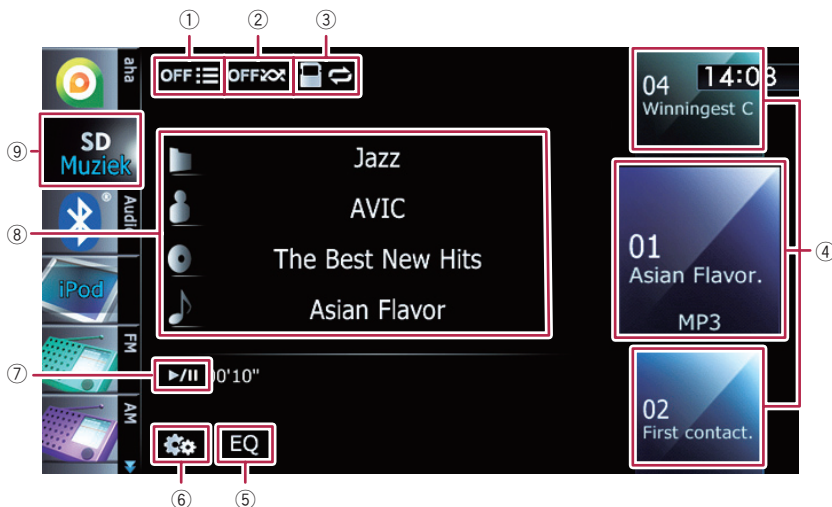 ① ② ③
aha
OFF OFF
04 14:08
Winningest C
⑨
SD
Muziek
Jazz
Audio
AVIC
⑧
The Best New Hits
Asian Flavor
④
01
Asian Flavor.
MP3
iPod
FM
⑦
►/II 00'10"
AM
02
First contact.
EQ
⑥ ⑤